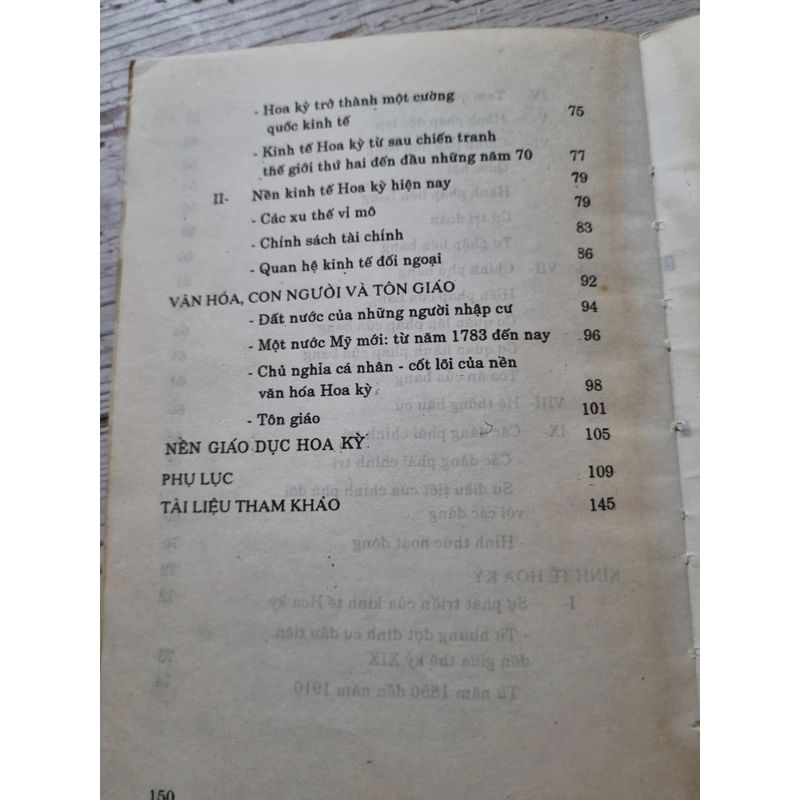 - Hoa kỳ trở thành một cường
quốc kinh tế 75
- Kinh tế Hoa kỳ từ sau chiến tranh
thế giới thứ hai đến đầu những năm 70 77
II- Nền kinh tế Hoa kỳ hiện nay 79
- Các xu thế vỉ mô 79
- Chính sách tài chính 83
- Quan hệ kinh tế đối ngoại 86
VĂN HÓA, CON NGƯỜI VÀ TÔN GIÁO 92
- Đất nước của những người nhập cư 94
- Một nước Mỹ mới: từ năm 1783 đến nay 96
- Chủ nghỉa cá nhân - cốt lõi của nền
văn hóa Hoa kỳ 98
- Tôn giáo 101
NỀN GIÁO DỤC HOA KỲ 105
PHỤ LỤC 109
TÀI LIỆU THAM KHẢO 145
150